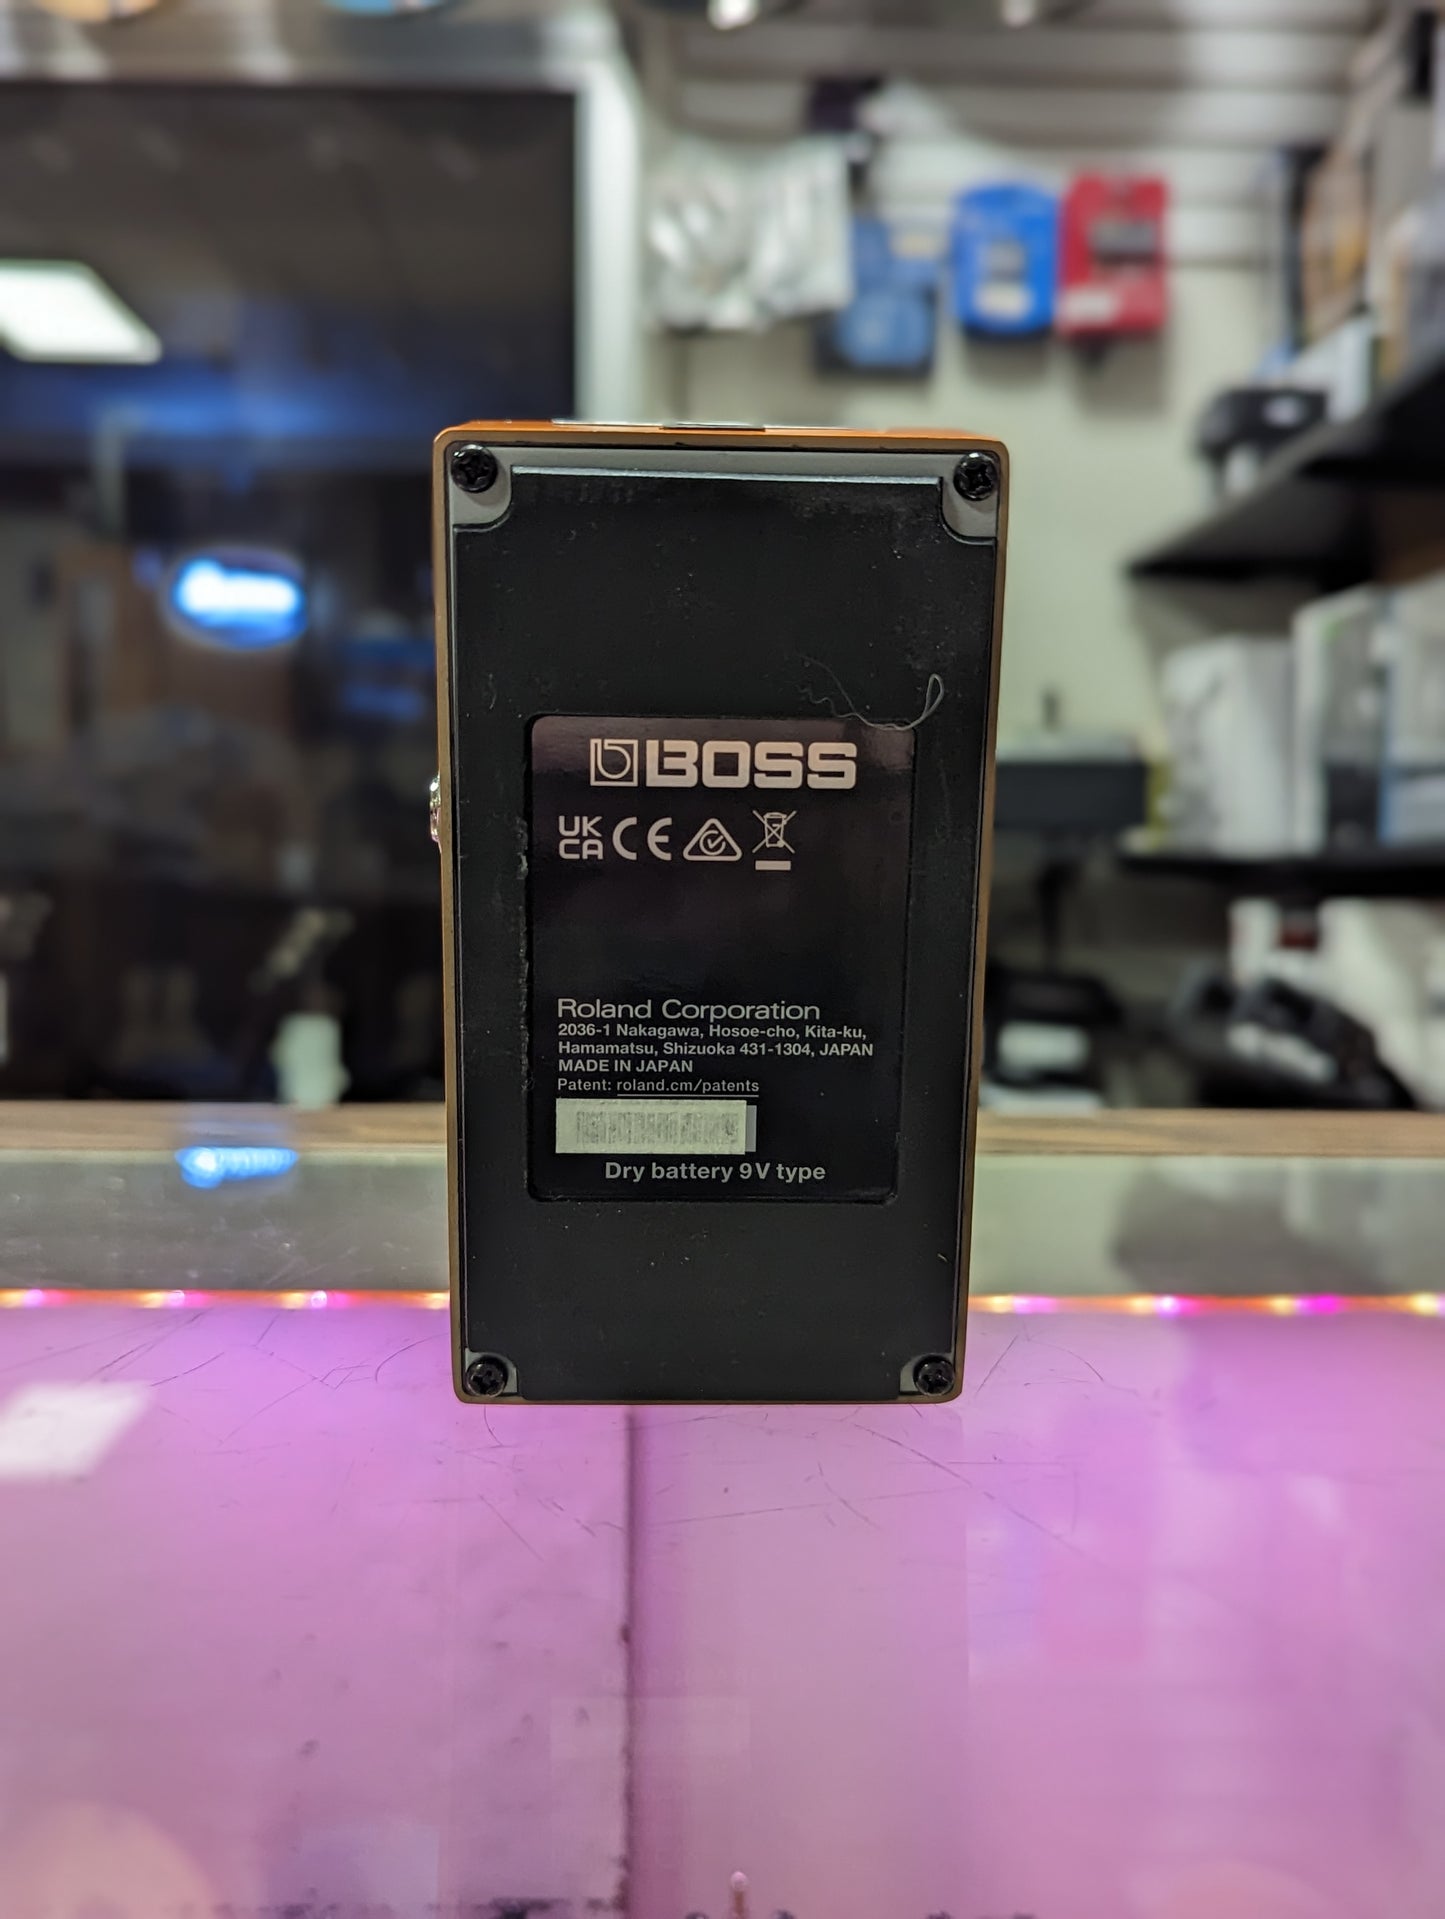 BOSS
UK
CA CE
Roland Corporation
2036-1 Nakagawa, Hosoe-cho, Kita-ku,
Hamamatsu, Shizuoka 431-1304, JAPAN
MADE IN JAPAN
Patent: roland.cm/patents
Dry battery 9V type